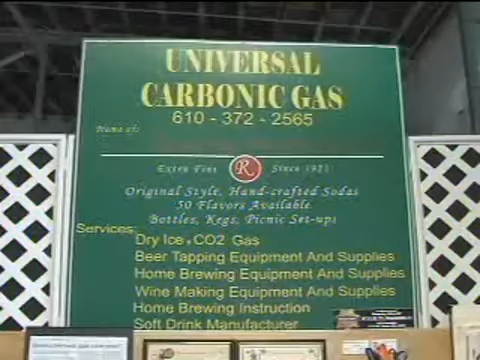 UNIVERSAL
CARBONIC GAS
610 - 372 - 2565
Home of:
Extra Fine R Since 1921
Original Style, Hand-crafted Sodas
50 Flavors Available
Bottles, Kegs, Picnic Set-ups
Services:
Dry Ice CO2 Gas
Beer Tapping Equipment And Supplies
Home Brewing Equipment And Supplies
Wine Making Equipment And Supplies
Home Brewing Instruction
Soft Drink Manufacturer